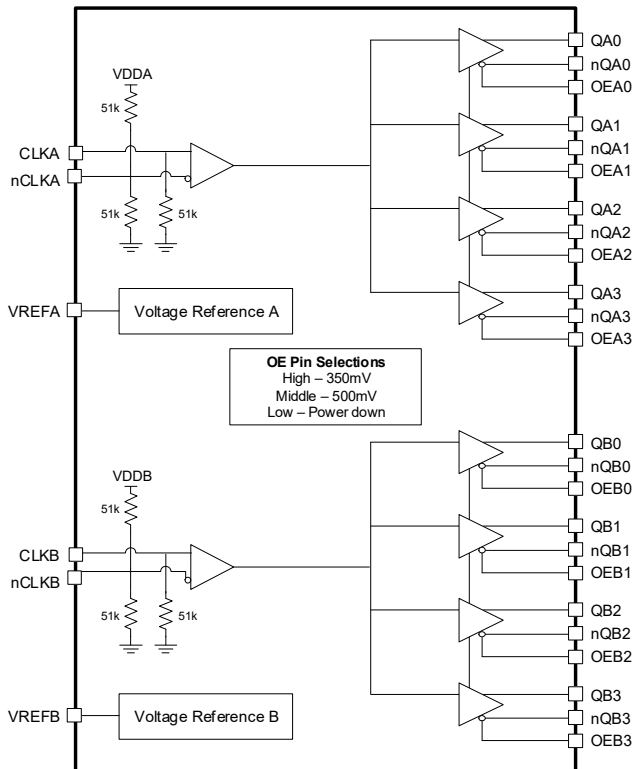 QA0
nQA0
OEA0
VDDA
51k
QA1
CLKA
nQA1
nCLKA
OEA1
51k
51k
QA2
nQA2
OEA2
QA3
VREFA
Voltage Reference A
nQA3
OEA3
OE Pin Selections
High – 350mV
Middle – 500mV
Low – Power down
QB0
nQB0
VDDB
OEB0
51k
QB1
CLKB
nQB1
nCLKB
OEB1
51k
51k
QB2
nQB2
OEB2
QB3
VREFB
Voltage Reference B
nQB3
OEB3